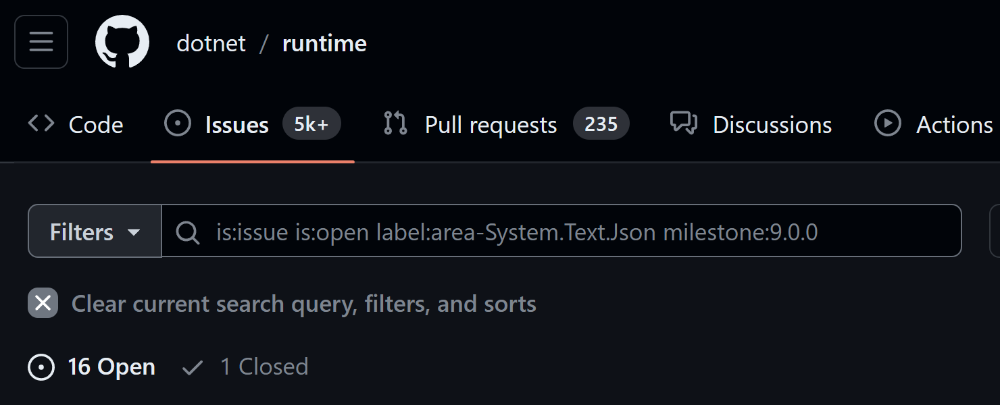 dotnet / runtime
Code Issues 5k+ Pull requests 235 Discussions Actions
Filters is:issue is:open label:area-System.Text.Json milestone:9.0.0
Clear current search query, filters, and sorts
16 Open 1 Closed